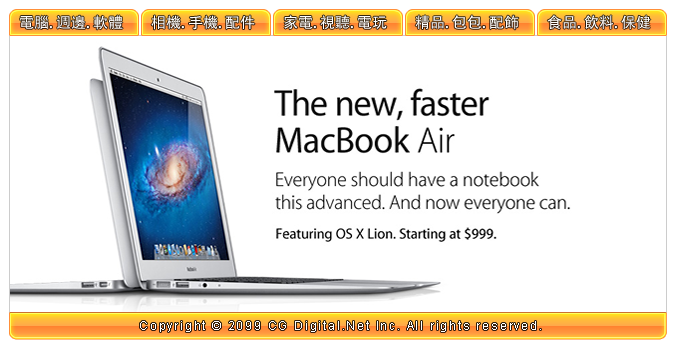 電腦.週邊.軟體
相機.手機.配件
家電.視聽.電玩
精品.包包.配飾
食品.飲料.保健
The new, faster
MacBook Air
Everyone should have a notebook
this advanced. And now everyone can.
Featuring OS X Lion. Starting at $999.
Copyright © 2099 CG Digital.Net Inc. All rights reserved.